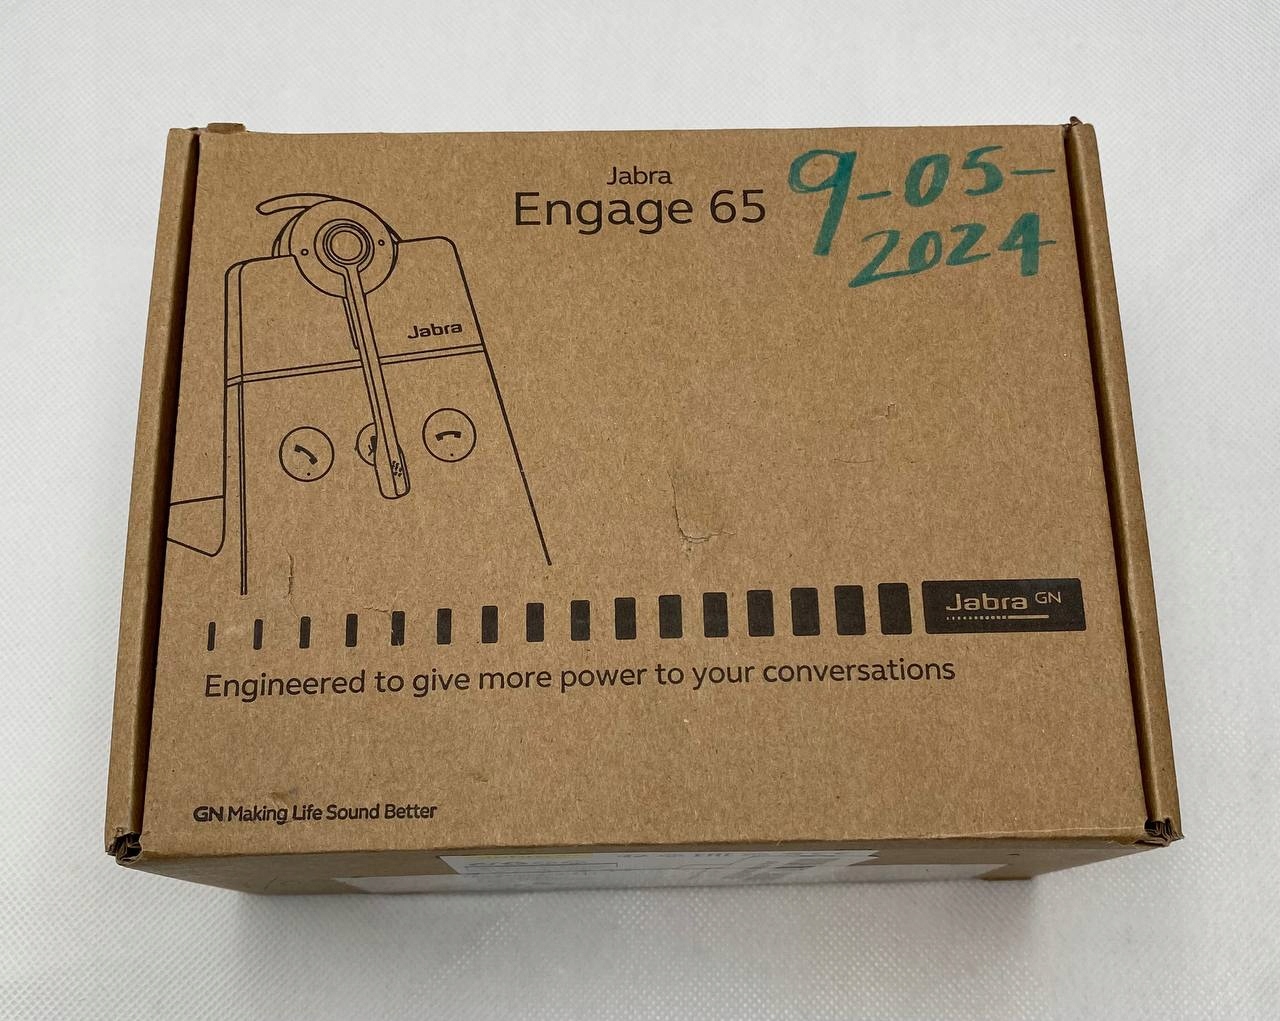 Jabra
Engage 65
9-05-
2024
Jabra
Jabra GN
Engineered to give more power to your conversations
GN Making Life Sound Better